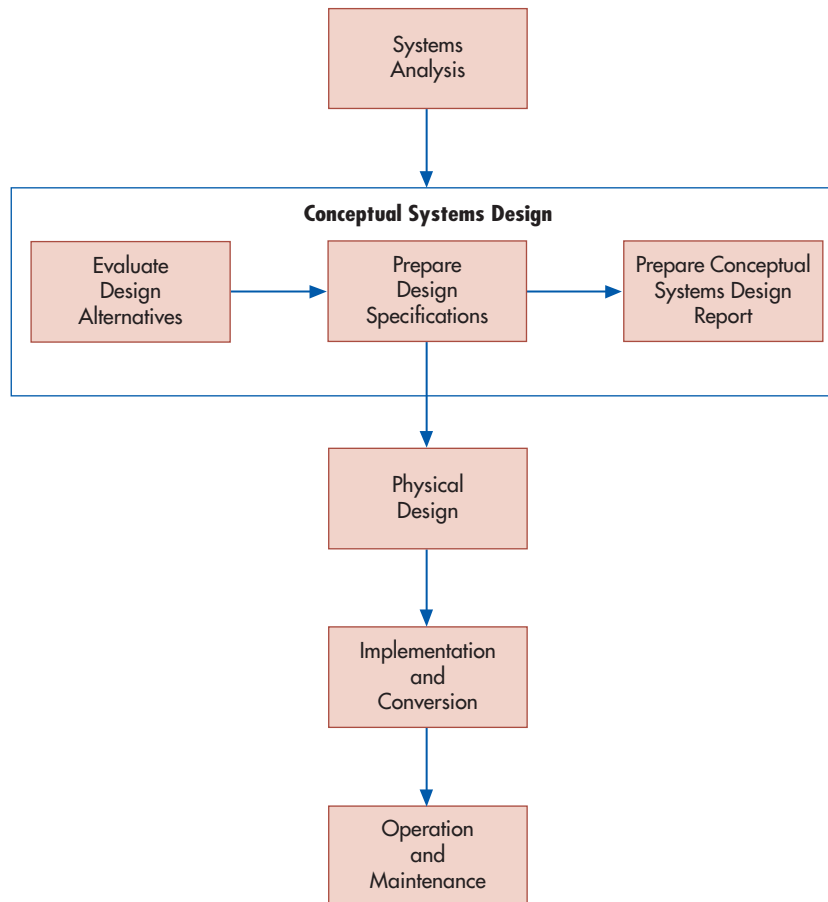 Systems
Analysis
Conceptual Systems Design
Evaluate
Design
Alternatives
Prepare
Design
Specifications
Prepare Conceptual
Systems Design
Report
Physical
Design
Implementation
and
Conversion
Operation
and
Maintenance